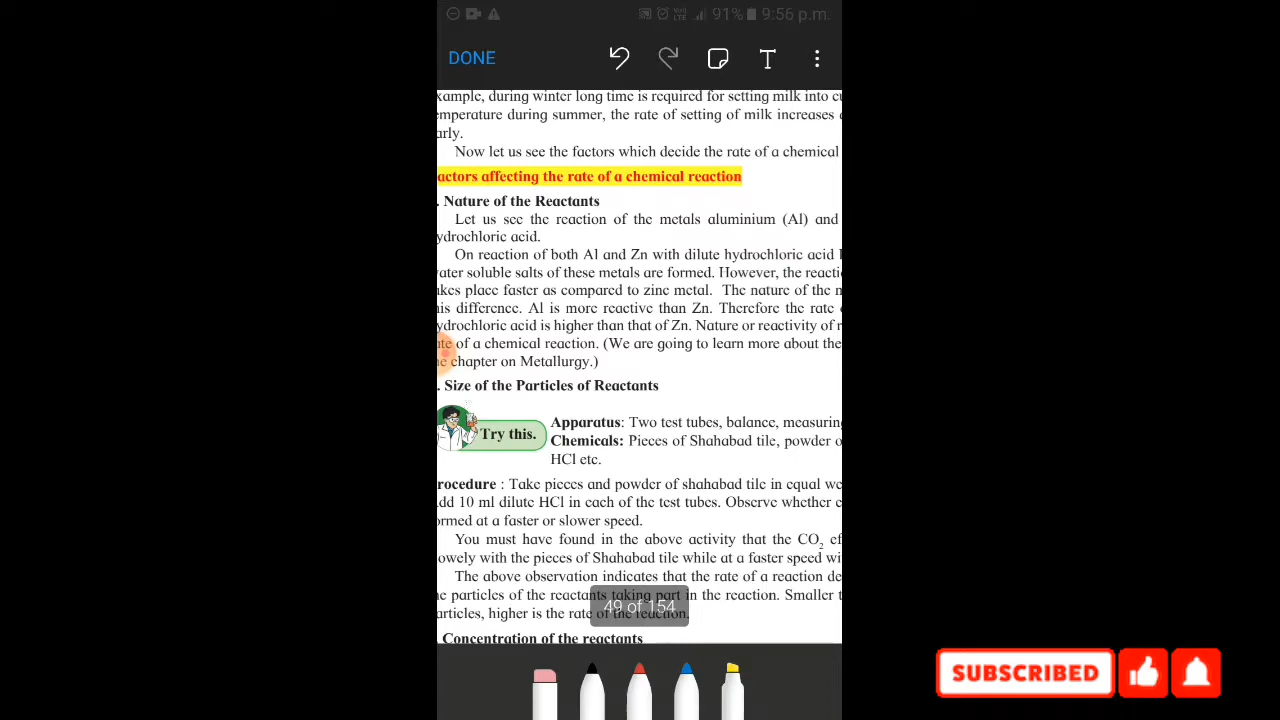 91% 9:56 p.m.
DONE
xample, during winter long time is required for setting milk into cu
emperature during summer, the rate of setting of milk increases
arly.
Now let us see the factors which decide the rate of a chemical
actors affecting the rate of a chemical reaction
. Nature of the Reactants
Let us see the reaction of the metals aluminium (Al) and
ydrochloric acid.
On reaction of both Al and Zn with dilute hydrochloric acid
ater soluble salts of these metals are formed. However, the reacti
akes place faster as compared to zinc metal. The nature of the m
is difference. Al is more reactive than Zn. Therefore the rate
ydrochloric acid is higher than that of Zn. Nature or reactivity of r
ate of a chemical reaction. (We are going to learn more about the
e chapter on Metallurgy.)
. Size of the Particles of Reactants
Try this.
Apparatus: Two test tubes, balance, measuring
Chemicals: Pieces of Shahabad tile, powder o
HCl etc.
rocedure : Take pieces and powder of shahabad tile in equal we
dd 10 ml dilute HCl in each of the test tubes. Observe whether
ormed at a faster or slower speed.
You must have found in the above activity that the CO₂ ef
owely with the pieces of Shahabad tile while at a faster speed wi
The above observation indicates that the rate of a reaction de
e particles of the reactants taking part in the reaction. Smaller t
articles, higher is the rate of the reaction.
49 of 154
. Concentration of the reactants
SUBSCRIBED